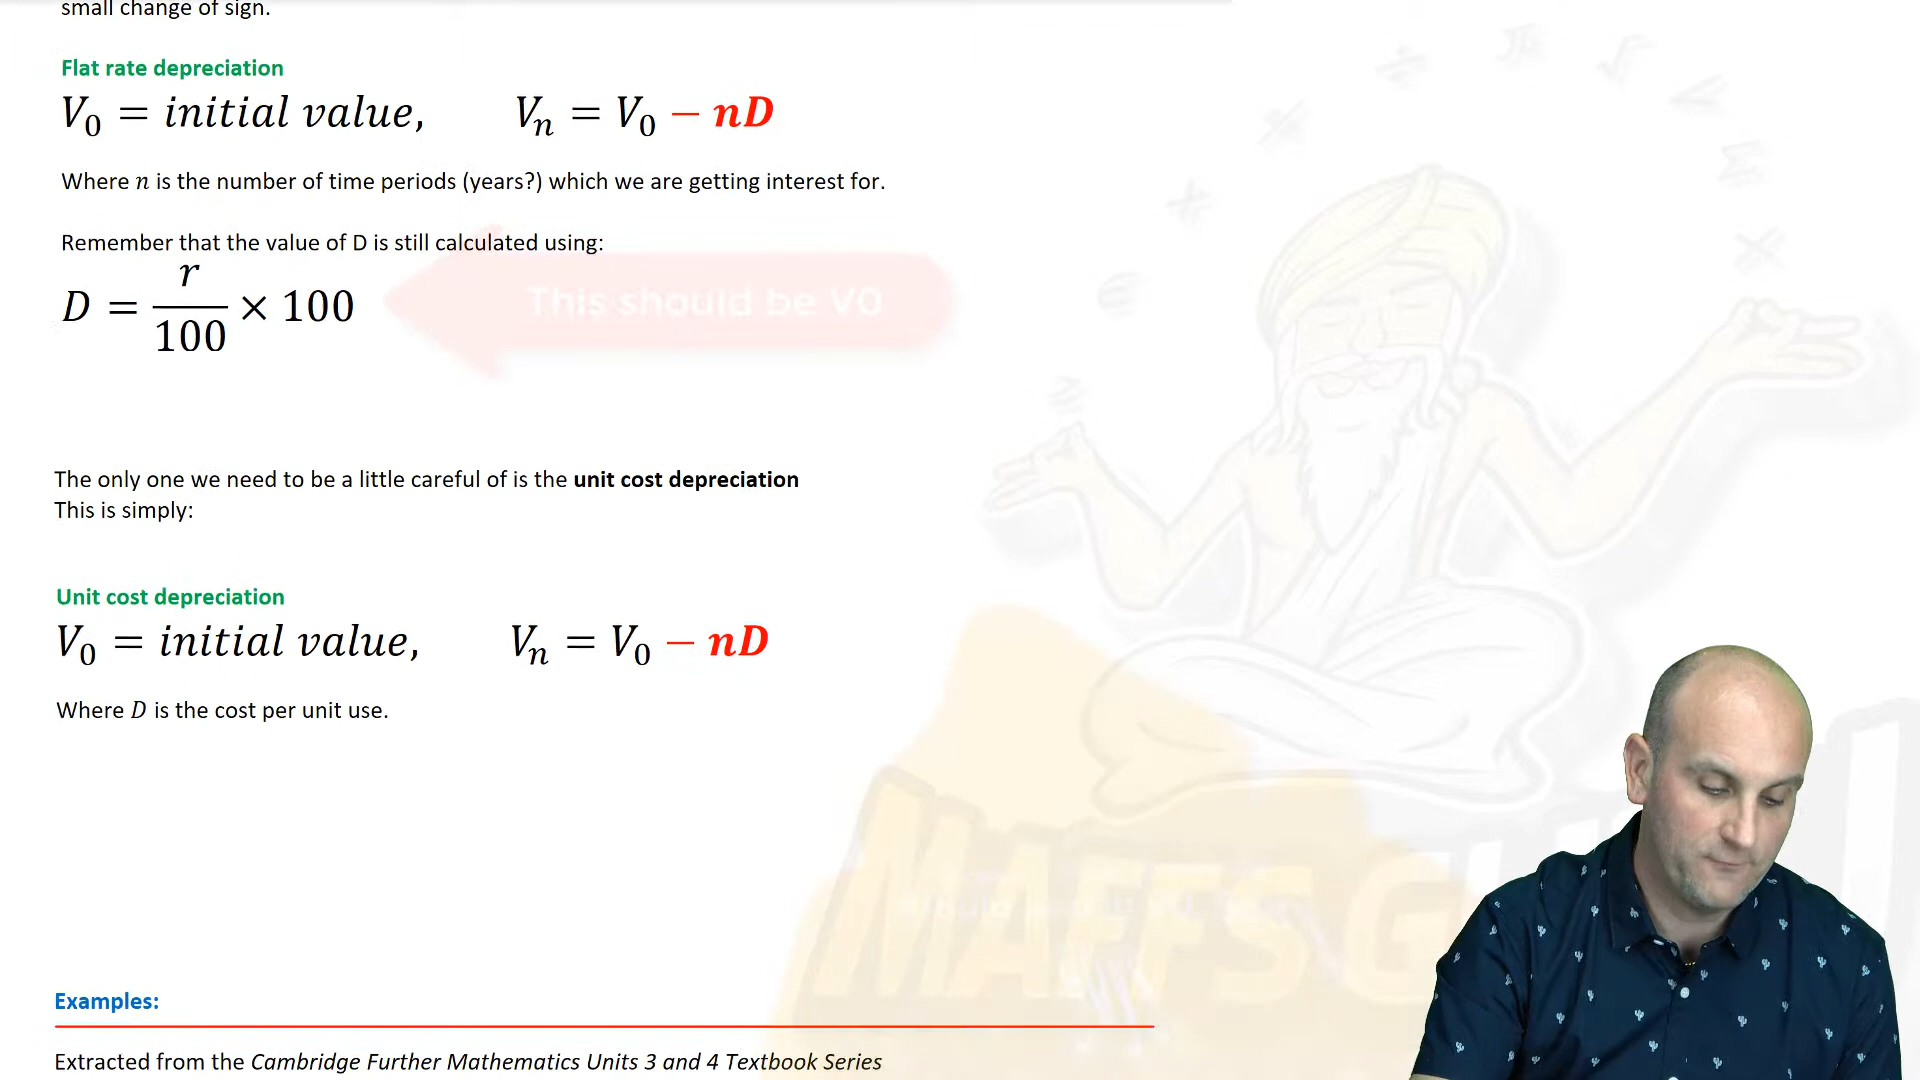 small change of sign.
Flat rate depreciation
V₀ = initial value, Vₙ = V₀ − nD
Where n is the number of time periods (years?) which we are getting interest for.
Remember that the value of D is still calculated using:
D = r/100 × 100
This should be V0
The only one we need to be a little careful of is the unit cost depreciation
This is simply:
Unit cost depreciation
V₀ = initial value, Vₙ = V₀ − nD
Where D is the cost per unit use.
MAFFS G
Examples:
Extracted from the Cambridge Further Mathematics Units 3 and 4 Textbook Series